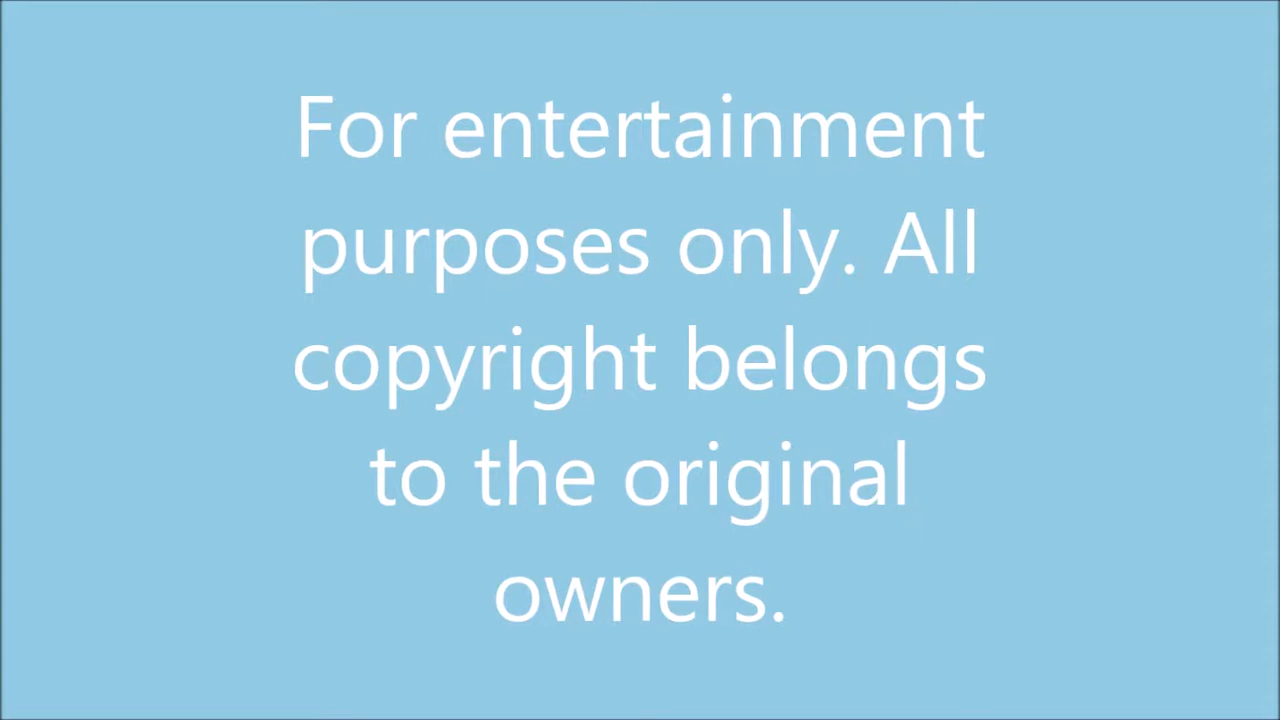 For entertainment
purposes only. All
copyright belongs
to the original
owners.